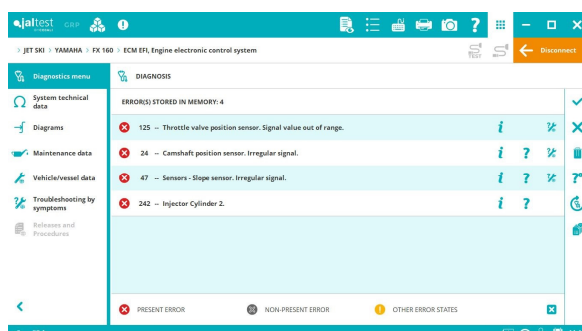 jaltest GRP
> JET SKI > YAMAHA > FX 160 > ECM EFI, Engine electronic control system
TEST
Disconnect
Diagnostics menu
System technical data
Diagrams
Maintenance data
Vehicle/vessel data
Troubleshooting by symptoms
Releases and Procedures
DIAGNOSIS
ERROR(S) STORED IN MEMORY: 4
125 -- Throttle valve position sensor. Signal value out of range.
24 -- Camshaft position sensor. Irregular signal.
47 -- Sensors - Slope sensor. Irregular signal.
242 -- Injector Cylinder 2.
PRESENT ERROR
NON-PRESENT ERROR
OTHER ERROR STATES